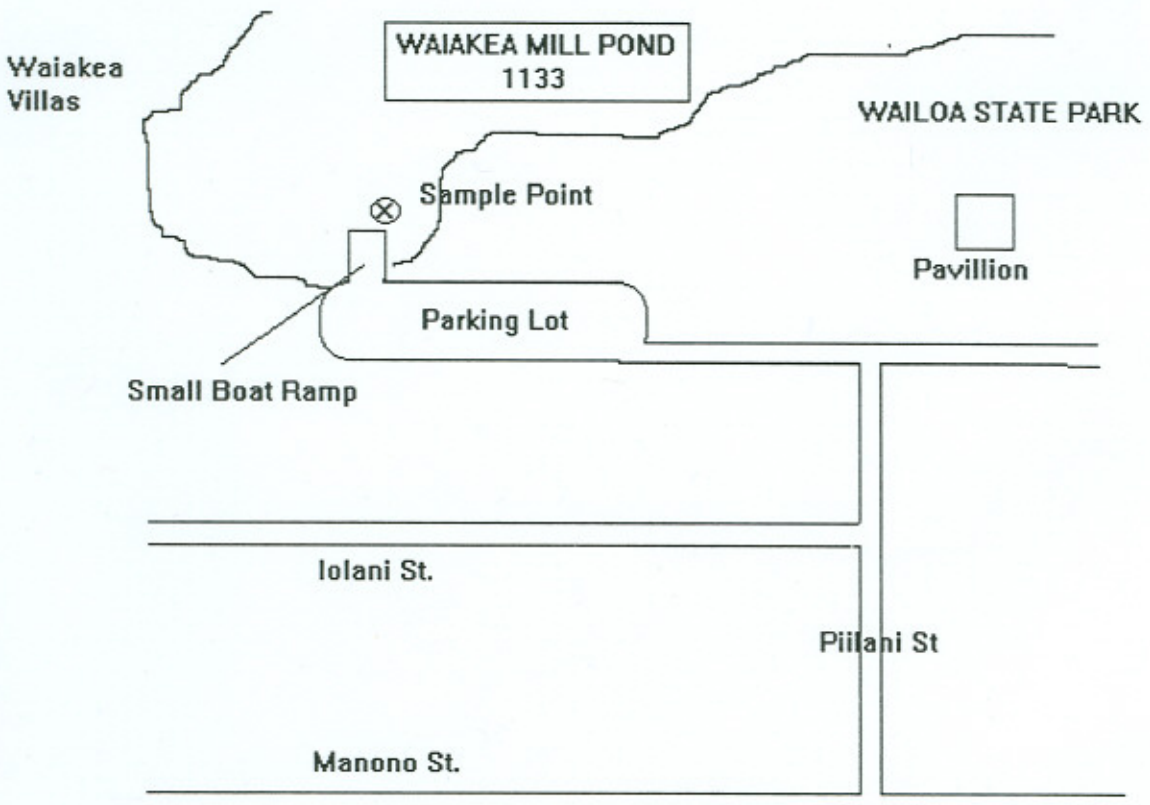 Waiakea
Villas
WAIAKEA MILL POND
1133
WAILOA STATE PARK
Sample Point
Pavillion
Parking Lot
Small Boat Ramp
Iolani St.
Piilani St
Manono St.